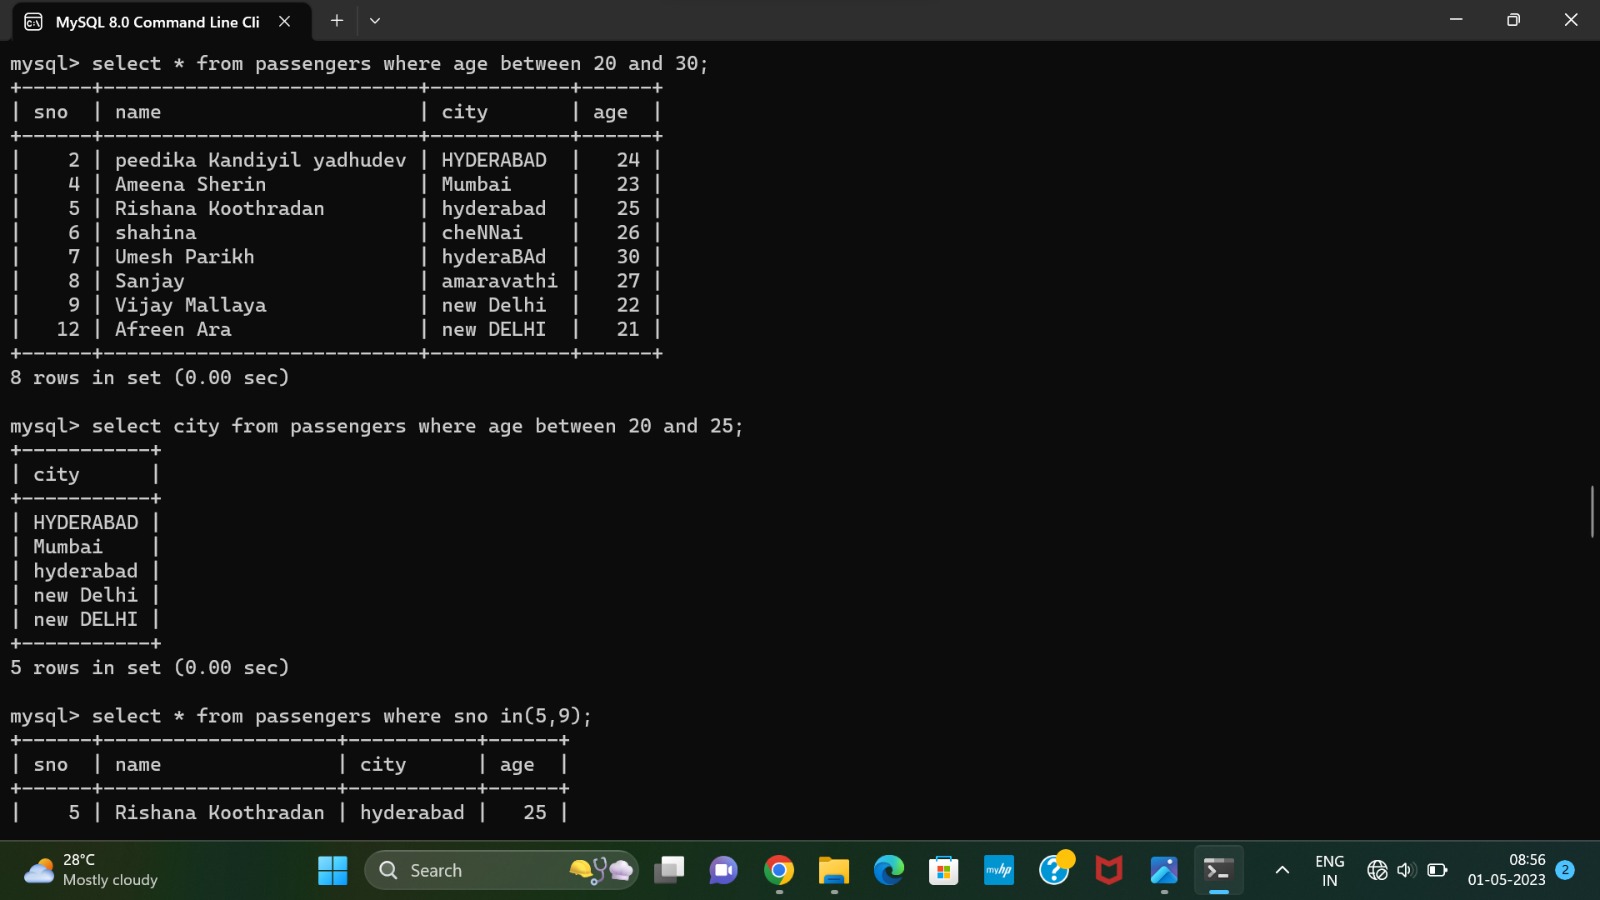 MySQL 8.0 Command Line Cli
mysql> select * from passengers where age between 20 and 30;
+------+---------------------------+------------+------+
| sno  | name                      | city       | age  |
+------+---------------------------+------------+------+
|    2 | peedika Kandiyil yadhudev | HYDERABAD  |   24 |
|    4 | Ameena Sherin             | Mumbai     |   23 |
|    5 | Rishana Koothradan        | hyderabad  |   25 |
|    6 | shahina                   | cheNNai    |   26 |
|    7 | Umesh Parikh              | hyderaBAd  |   30 |
|    8 | Sanjay                    | amaravathi |   27 |
|    9 | Vijay Mallaya             | new Delhi  |   22 |
|   12 | Afreen Ara                | new DELHI  |   21 |
+------+---------------------------+------------+------+
8 rows in set (0.00 sec)
mysql> select city from passengers where age between 20 and 25;
+-----------+
| city      |
+-----------+
| HYDERABAD |
| Mumbai    |
| hyderabad |
| new Delhi |
| new DELHI |
+-----------+
5 rows in set (0.00 sec)
mysql> select * from passengers where sno in(5,9);
+------+--------------------+-----------+------+
| sno  | name               | city      | age  |
+------+--------------------+-----------+------+
|    5 | Rishana Koothradan | hyderabad |   25 |
28°C
Mostly cloudy
Search
myhp
ENG
IN
08:56
01-05-2023
2